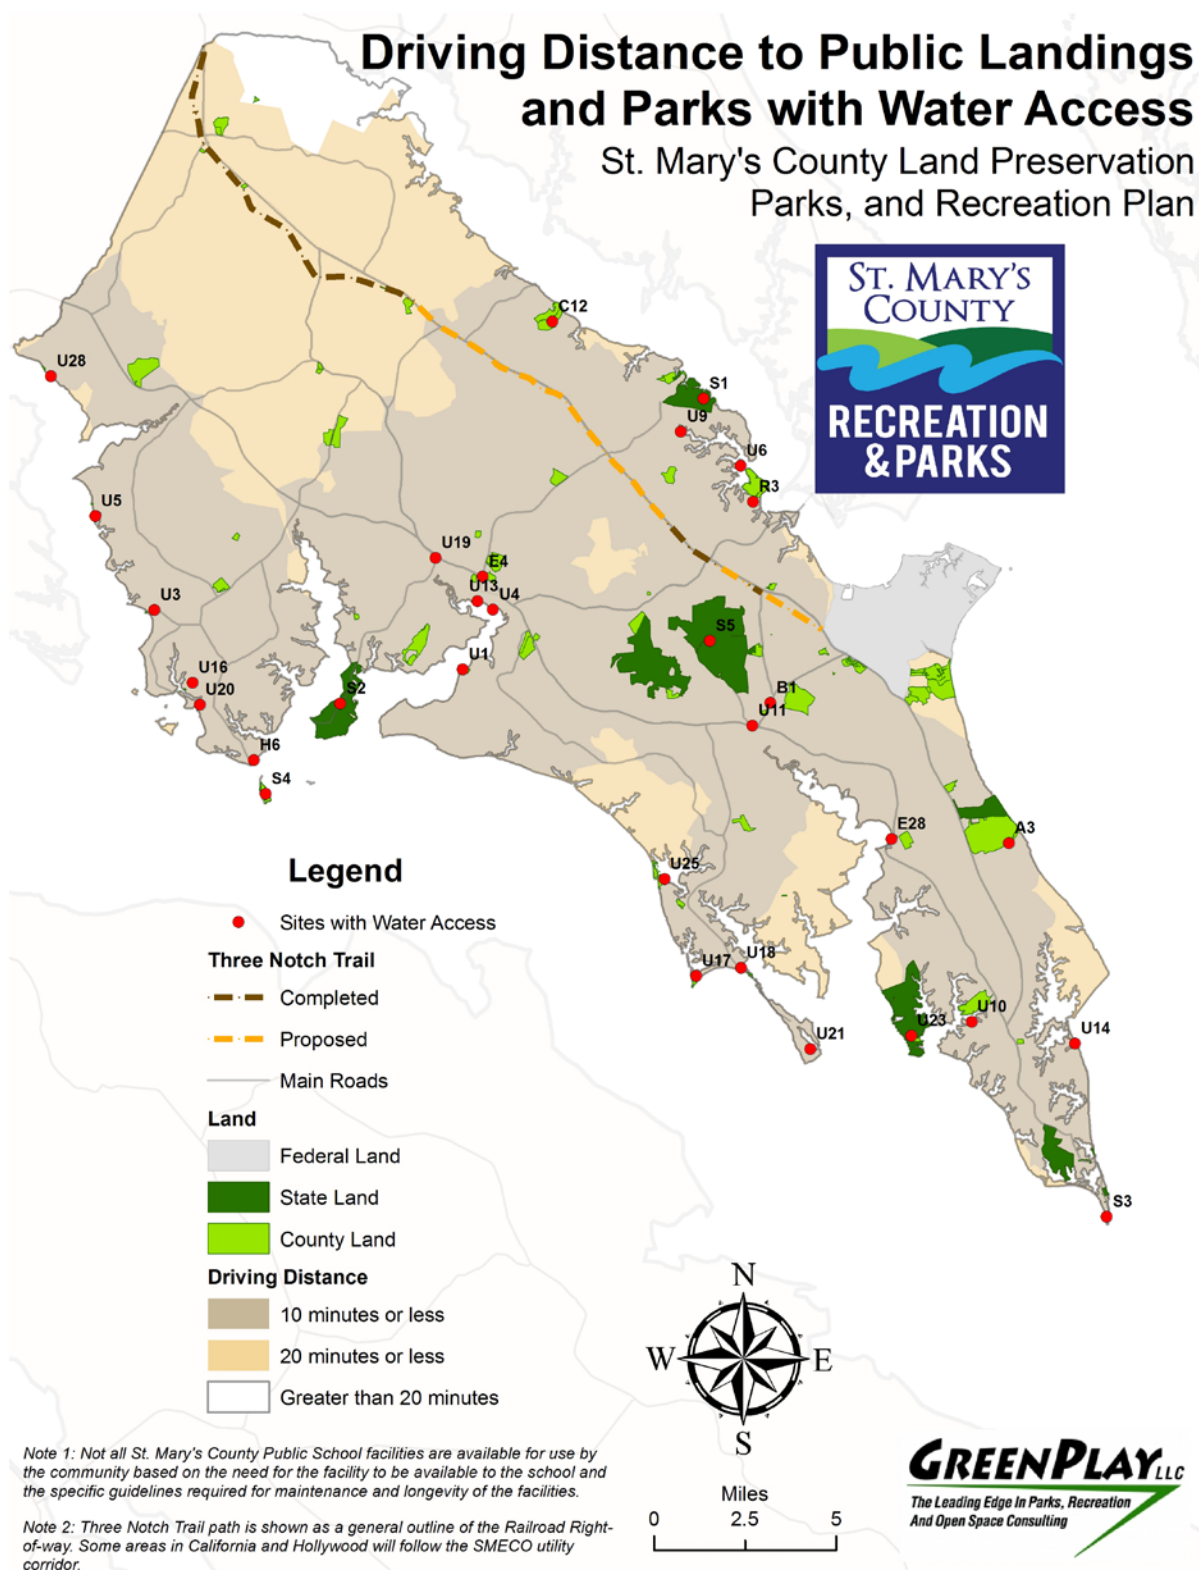 Driving Distance to Public Landings
and Parks with Water Access
St. Mary's County Land Preservation
Parks, and Recreation Plan
ST. MARY'S
COUNTY
RECREATION
& PARKS
C12
U28
S1
U9
U6
R3
U5
U19
E4
U13
U4
U3
S5
U1
U16
U20
S2
B1
U11
H6
S4
E28
A3
U25
U17
U18
U23
U10
U14
U21
S3
Legend
Sites with Water Access
Three Notch Trail
Completed
Proposed
Main Roads
Land
Federal Land
State Land
County Land
Driving Distance
10 minutes or less
20 minutes or less
Greater than 20 minutes
N
W
E
S
Miles
0 2.5 5
Note 1: Not all St. Mary's County Public School facilities are available for use by
the community based on the need for the facility to be available to the school and
the specific guidelines required for maintenance and longevity of the facilities.
Note 2: Three Notch Trail path is shown as a general outline of the Railroad Right-
of-way. Some areas in California and Hollywood will follow the SMECO utility
corridor.
GREENPLAY LLC
The Leading Edge In Parks, Recreation
And Open Space Consulting